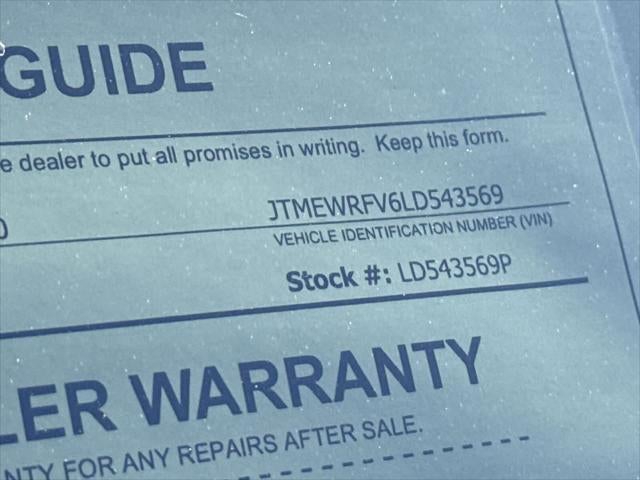 GUIDE
e dealer to put all promises in writing. Keep this form.
JTMEWRFV6LD543569
VEHICLE IDENTIFICATION NUMBER (VIN)
Stock #: LD543569P
LER WARRANTY
NTY FOR ANY REPAIRS AFTER SALE.